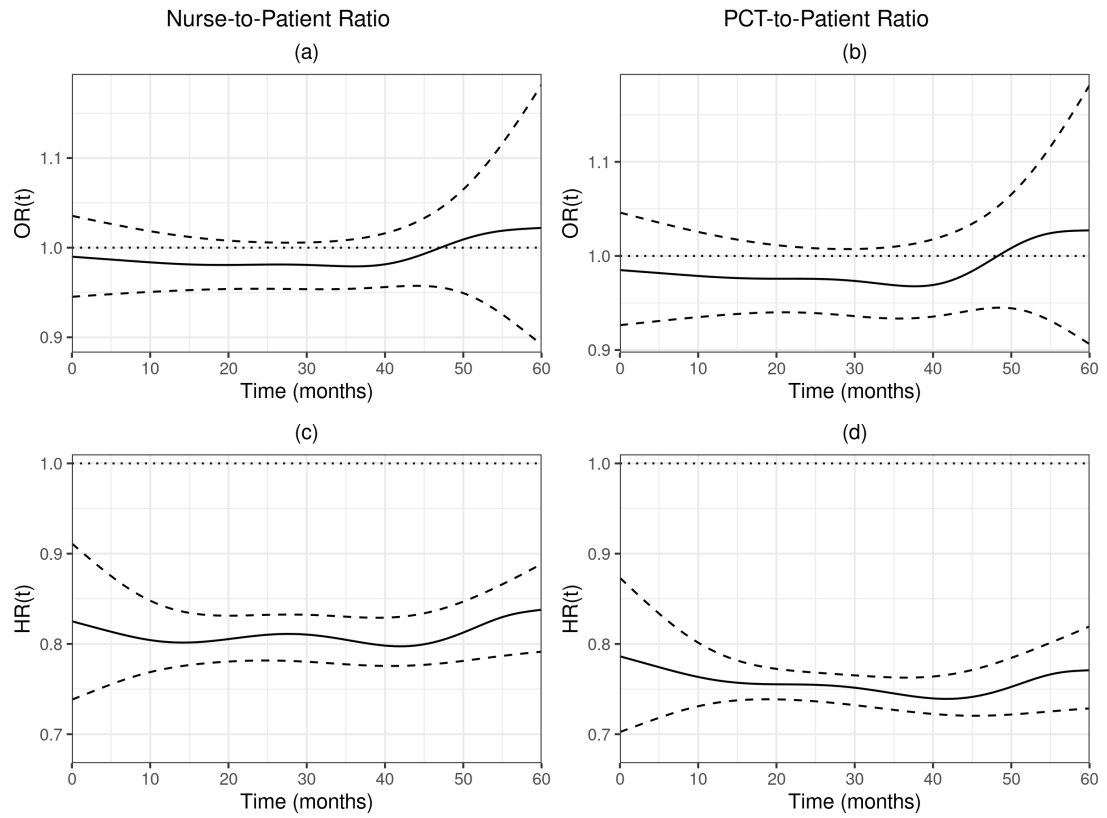 Nurse-to-Patient Ratio
PCT-to-Patient Ratio
(a)
OR(t)
1.1
1.0
0.9
0 10 20 30 40 50 60
Time (months)
(b)
OR(t)
1.1
1.0
0.9
0 10 20 30 40 50 60
Time (months)
(c)
HR(t)
1.0
0.9
0.8
0.7
0 10 20 30 40 50 60
Time (months)
(d)
HR(t)
1.0
0.9
0.8
0.7
0 10 20 30 40 50 60
Time (months)